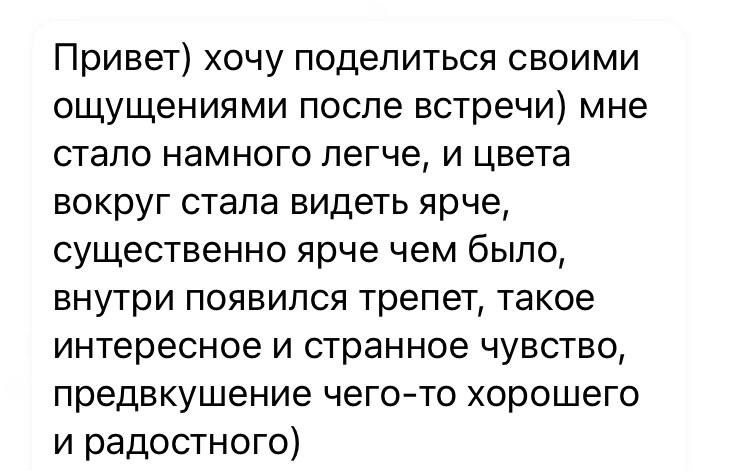 Привет) хочу поделиться своими
ощущениями после встречи) мне
стало намного легче, и цвета
вокруг стала видеть ярче,
существенно ярче чем было,
внутри появился трепет, такое
интересное и странное чувство,
предвкушение чего-то хорошего
и радостного)